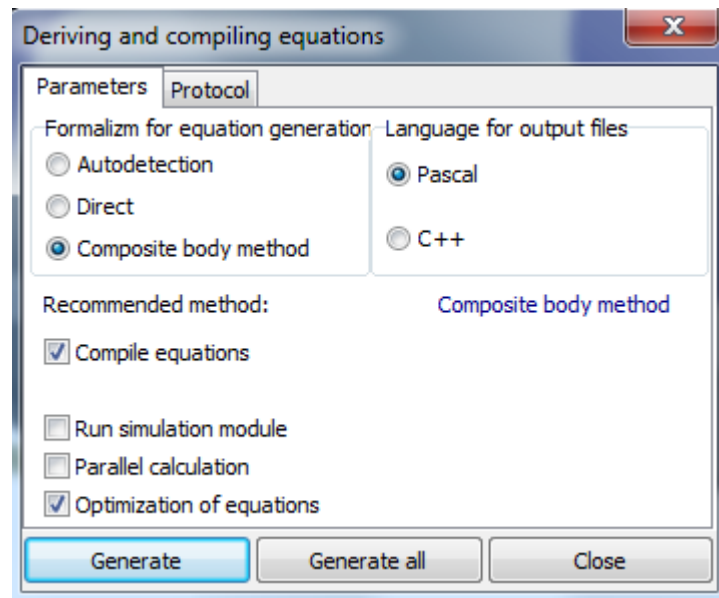 Deriving and compiling equations
Parameters Protocol
Formalizm for equation generation
Autodetection
Direct
Composite body method
Language for output files
Pascal
C++
Recommended method: Composite body method
Compile equations
Run simulation module
Parallel calculation
Optimization of equations
Generate Generate all Close